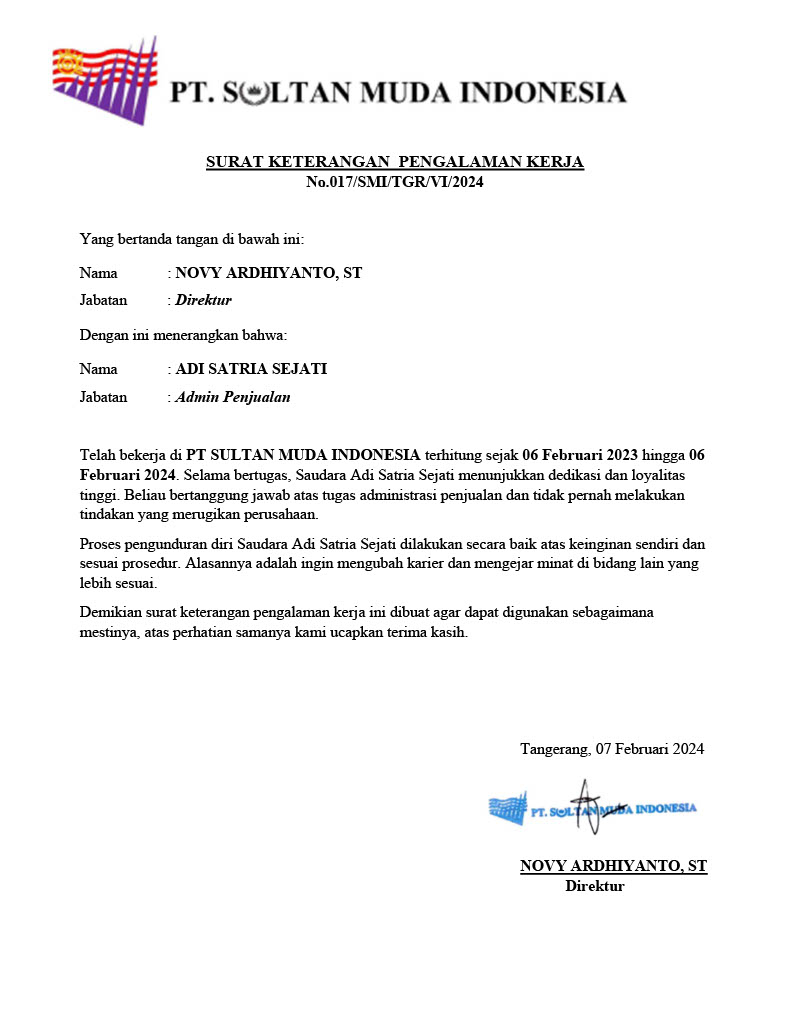 PT. SULTAN MUDA INDONESIA
SURAT KETERANGAN  PENGALAMAN KERJA
No.017/SMI/TGR/VI/2024
Yang bertanda tangan di bawah ini:
Nama : NOVY ARDHIYANTO, ST
Jabatan : Direktur
Dengan ini menerangkan bahwa:
Nama : ADI SATRIA SEJATI
Jabatan : Admin Penjualan
Telah bekerja di PT SULTAN MUDA INDONESIA terhitung sejak 06 Februari 2023 hingga 06
Februari 2024. Selama bertugas, Saudara Adi Satria Sejati menunjukkan dedikasi dan loyalitas
tinggi. Beliau bertanggung jawab atas tugas administrasi penjualan dan tidak pernah melakukan
tindakan yang merugikan perusahaan.
Proses pengunduran diri Saudara Adi Satria Sejati dilakukan secara baik atas keinginan sendiri dan
sesuai prosedur. Alasannya adalah ingin mengubah karier dan mengejar minat di bidang lain yang
lebih sesuai.
Demikian surat keterangan pengalaman kerja ini dibuat agar dapat digunakan sebagaimana
mestinya, atas perhatian samanya kami ucapkan terima kasih.
Tangerang, 07 Februari 2024
PT. SULTAN MUDA INDONESIA
NOVY ARDHIYANTO, ST
Direktur